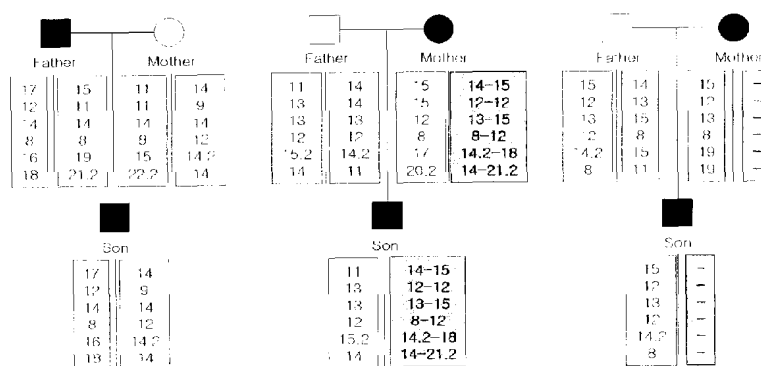 Father Mother
17 15 11 14
12 11 11 9
14 14 14 14
8 8 9 12
16 19 15 14.2
18 21.2 22.2 14
Son
17 14
12 9
14 14
8 12
16 14.2
18 14
Father Mother
11 14 15 14-15
13 14 15 12-12
13 13 12 13-15
12 12 8 8-12
15.2 14.2 17 14.2-18
14 11 20.2 14-21.2
Son
11 14-15
13 12-12
13 13-15
12 8-12
15.2 14.2-18
14 14-21.2
Father Mother
15 14 15 -
12 13 12 -
13 15 13 -
12 8 8 -
14.2 15 19 -
8 11 19 -
Son
15 -
12 -
13 -
12 -
14.2 -
8 -